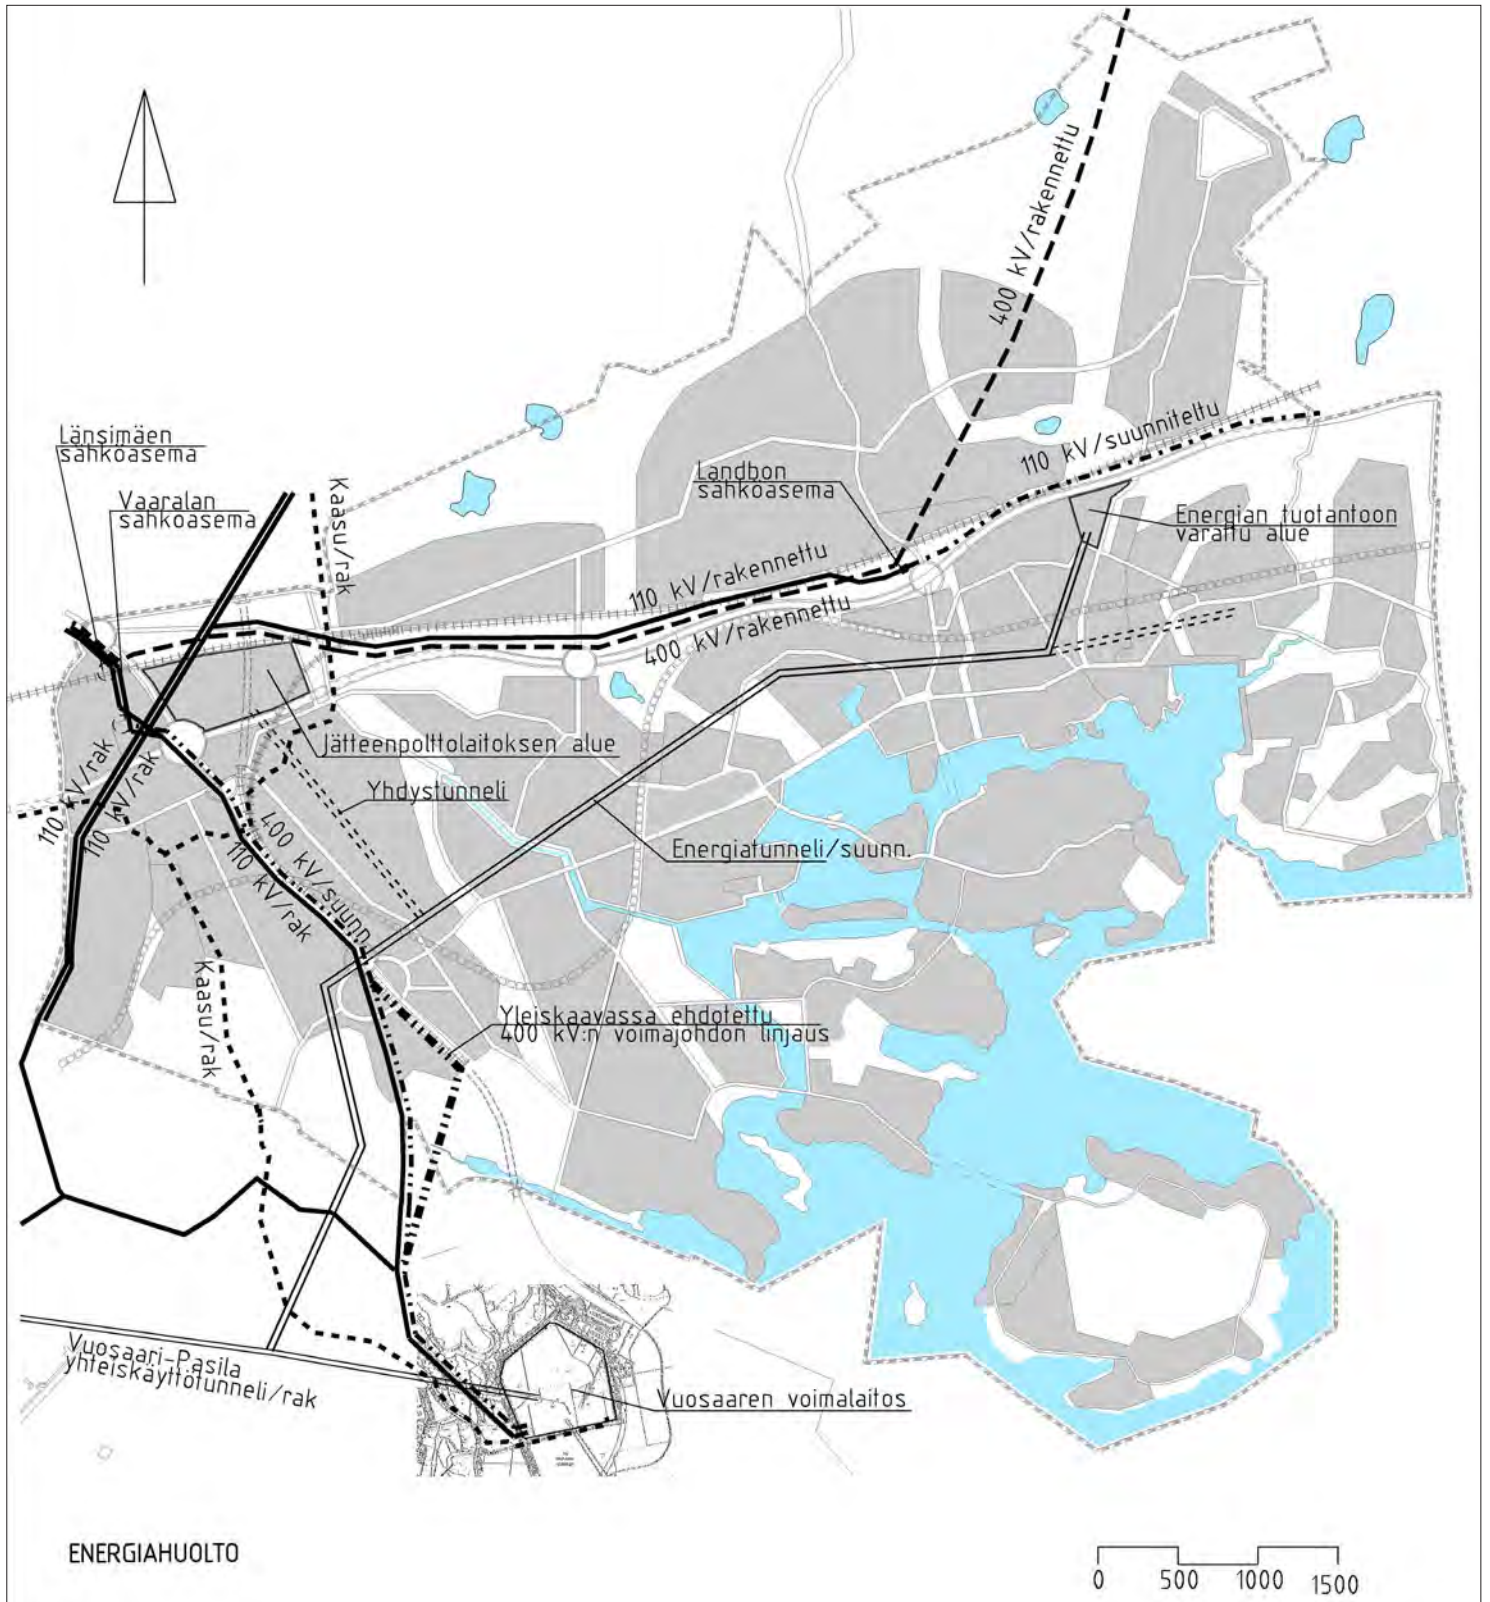 400 kV/rakennettu
Länsimäen
sähköasema
Vaaralan
sähköasema
Kaasu/rak
Landbon
sähköasema
110 kV/suunniteltu
Energian tuotantoon
varattu alue
110 kV/rakennettu
400 kV/rakennettu
Jätteenpolttolaitoksen alue
Yhdystunneli
110 kV/rak
110 kV/rak
400 kV/suunn.
110 kV/rak
Energiatunneli/suunn.
Kaasu/rak
Yleiskaavassa ehdotettu
400 kV:n voimajohdon linjaus
Vuosaari-Pasila
yhteiskäyttötunneli/rak
Vuosaaren voimalaitos
ENERGIAHUOLTO
0 500 1000 1500